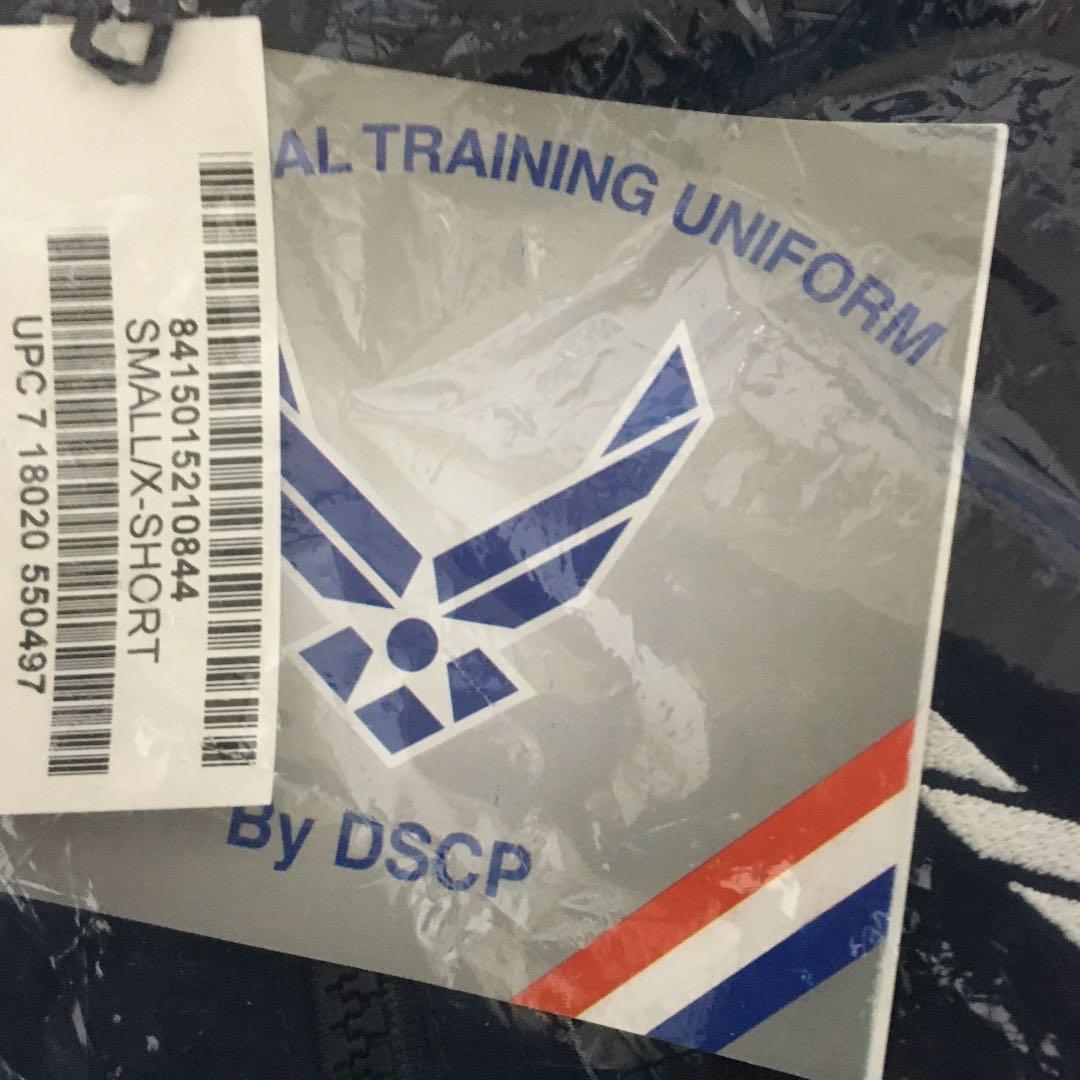 AL TRAINING UNIFORM
By DSCP
8415015210844
SMALL/X-SHORT
UPC 7 18020 550497